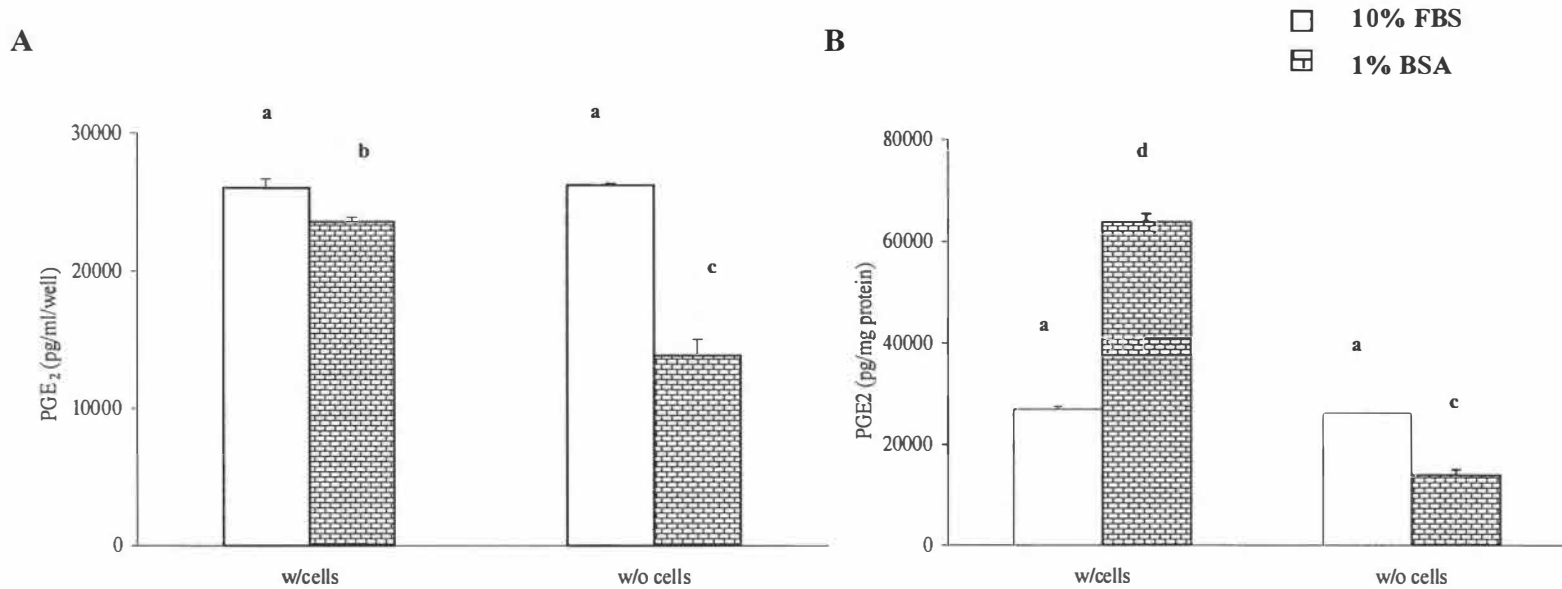 A
B
10% FBS
1% BSA
a
b
a
c
30000
20000
10000
0
PGE2 (pg/ml/well)
w/cells
w/o cells
d
a
a
c
80000
60000
40000
20000
0
PGE2 (pg/mg protein)
w/cells
w/o cells